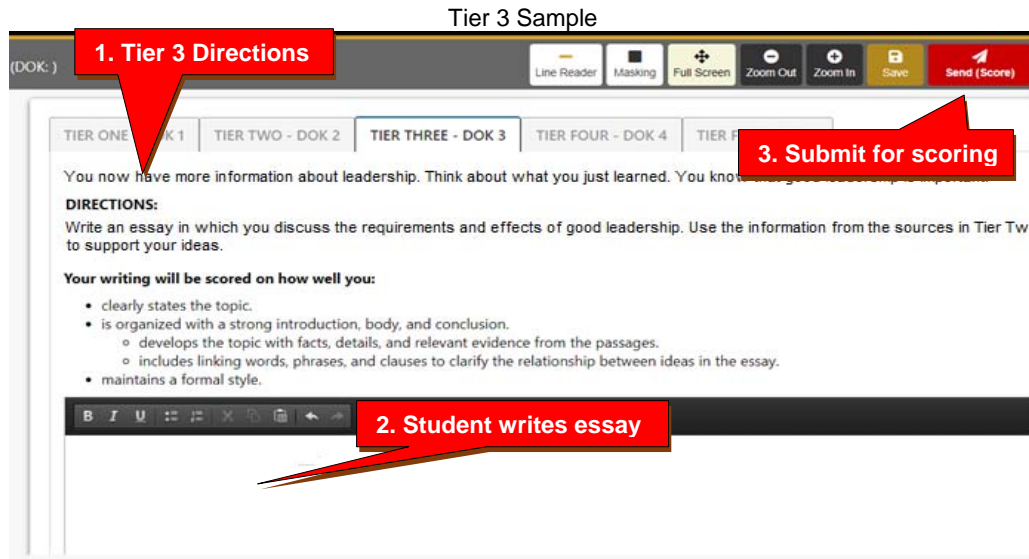 Tier 3 Sample
1. Tier 3 Directions
(DOK: )
Line Reader
Masking
Full Screen
Zoom Out
Zoom In
Save
Send (Score)
TIER ONE K 1
TIER TWO - DOK 2
TIER THREE - DOK 3
TIER FOUR - DOK 4
TIER
3. Submit for scoring
You now have more information about leadership. Think about what you just learned. You know that good leadership is important.
DIRECTIONS:
Write an essay in which you discuss the requirements and effects of good leadership. Use the information from the sources in Tier Tw
to support your ideas.
Your writing will be scored on how well you:
• clearly states the topic.
• is organized with a strong introduction, body, and conclusion.
◦ develops the topic with facts, details, and relevant evidence from the passages.
◦ includes linking words, phrases, and clauses to clarify the relationship between ideas in the essay.
• maintains a formal style.
B I U
2. Student writes essay